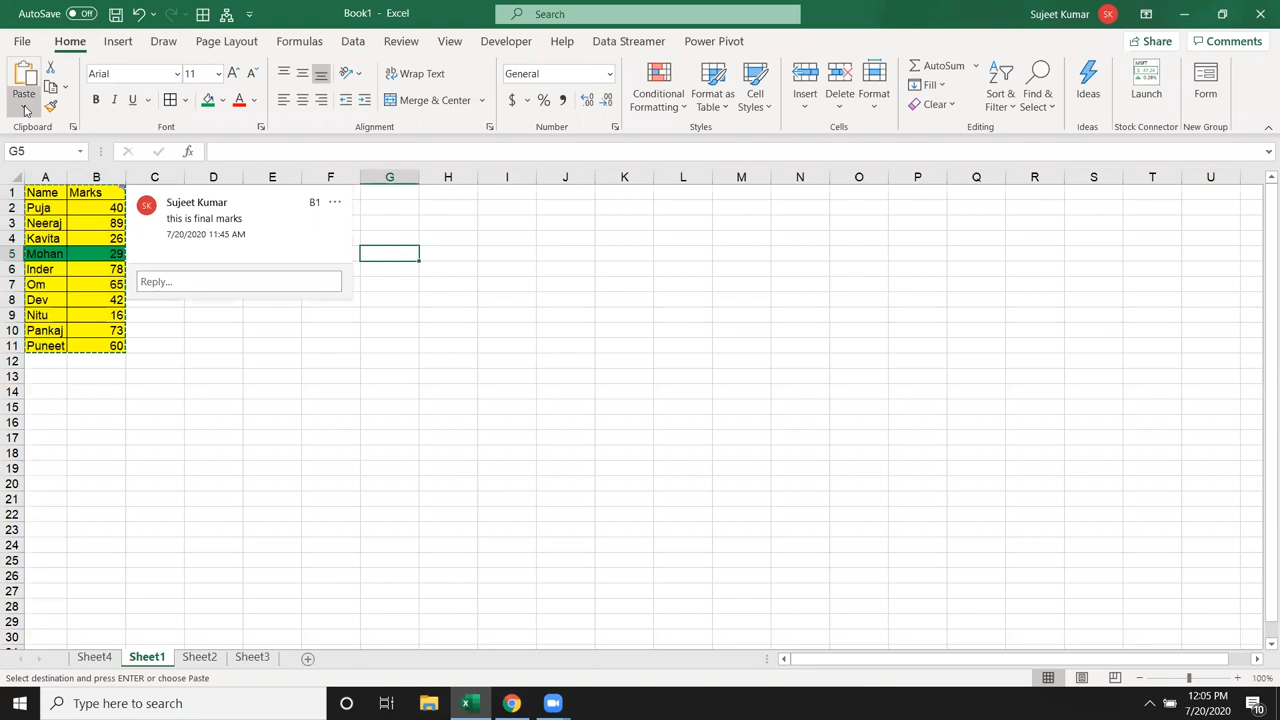 AutoSave Off Book1 - Excel Search Sujeet Kumar SK
File Home Insert Draw Page Layout Formulas Data Review View Developer Help Data Streamer Power Pivot Share Comments
Paste Arial 11 A A Wrap Text General Conditional Formatting Format as Table Cell Styles Insert Delete Format AutoSum Sort & Filter Find & Select Ideas Launch Form
B I U A Merge & Center $ % Fill
Clear
Clipboard Font Alignment Number Styles Cells Editing Ideas Stock Connector New Group
G5 fx
A B C D E F G H I J K L M N O P Q R S T U
1 Name Marks
2 Puja 40
3 Neeraj 89
4 Kavita 26
5 Mohan 29
6 Inder 78
7 Om 65
8 Dev 42
9 Nitu 16
10 Pankaj 73
11 Puneet 60
SK Sujeet Kumar B1 ...
this is final marks
7/20/2020 11:45 AM
Reply...
12
13
14
15
16
17
18
19
20
21
22
23
24
25
26
27
28
29
30
Sheet4 Sheet1 Sheet2 Sheet3
Select destination and press ENTER or choose Paste 100%
Type here to search 12:05 PM
7/20/2020